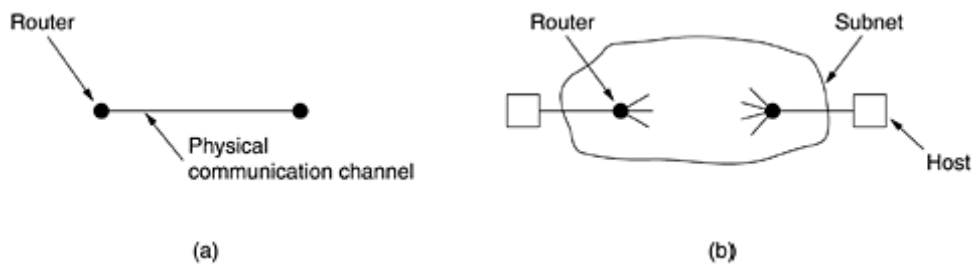 Router
Physical
communication channel
(a)
Router
Subnet
Host
(b)